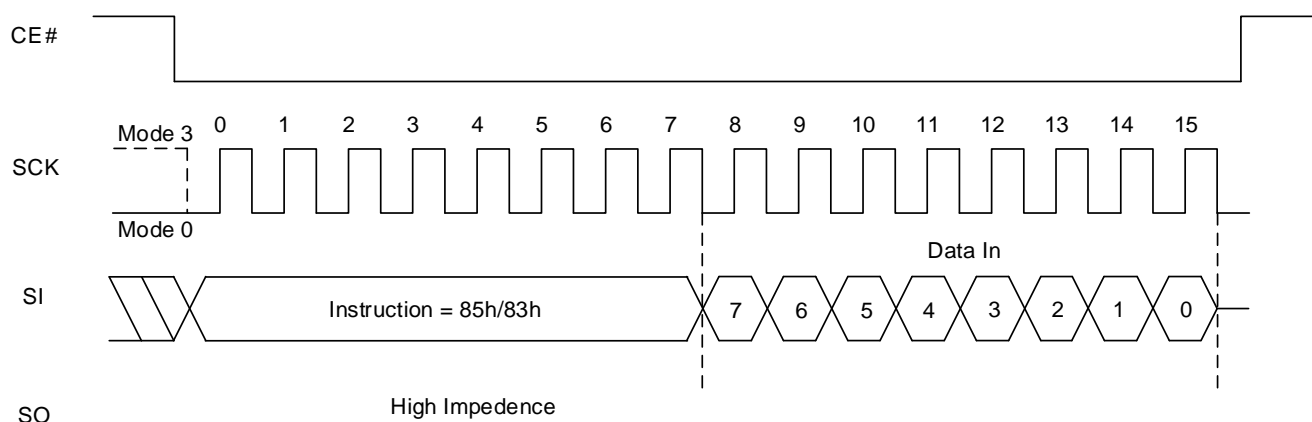 CE#
SCK
Mode 3
0 1 2 3 4 5 6 7 8 9 10 11 12 13 14 15
Mode 0
Data In
SI
Instruction = 85h/83h
7 6 5 4 3 2 1 0
SO
High Impedence